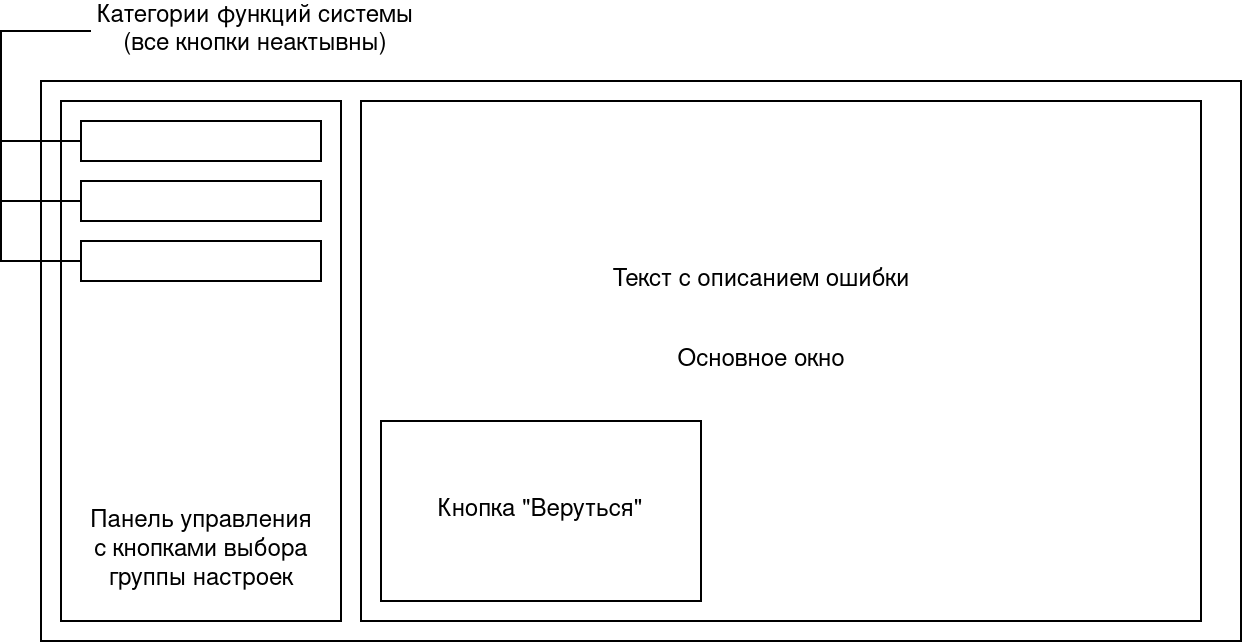 Категории функций системы
(все кнопки неактывны)
Текст с описанием ошибки
Основное окно
Кнопка "Веруться"
Панель управления
с кнопками выбора
группы настроек